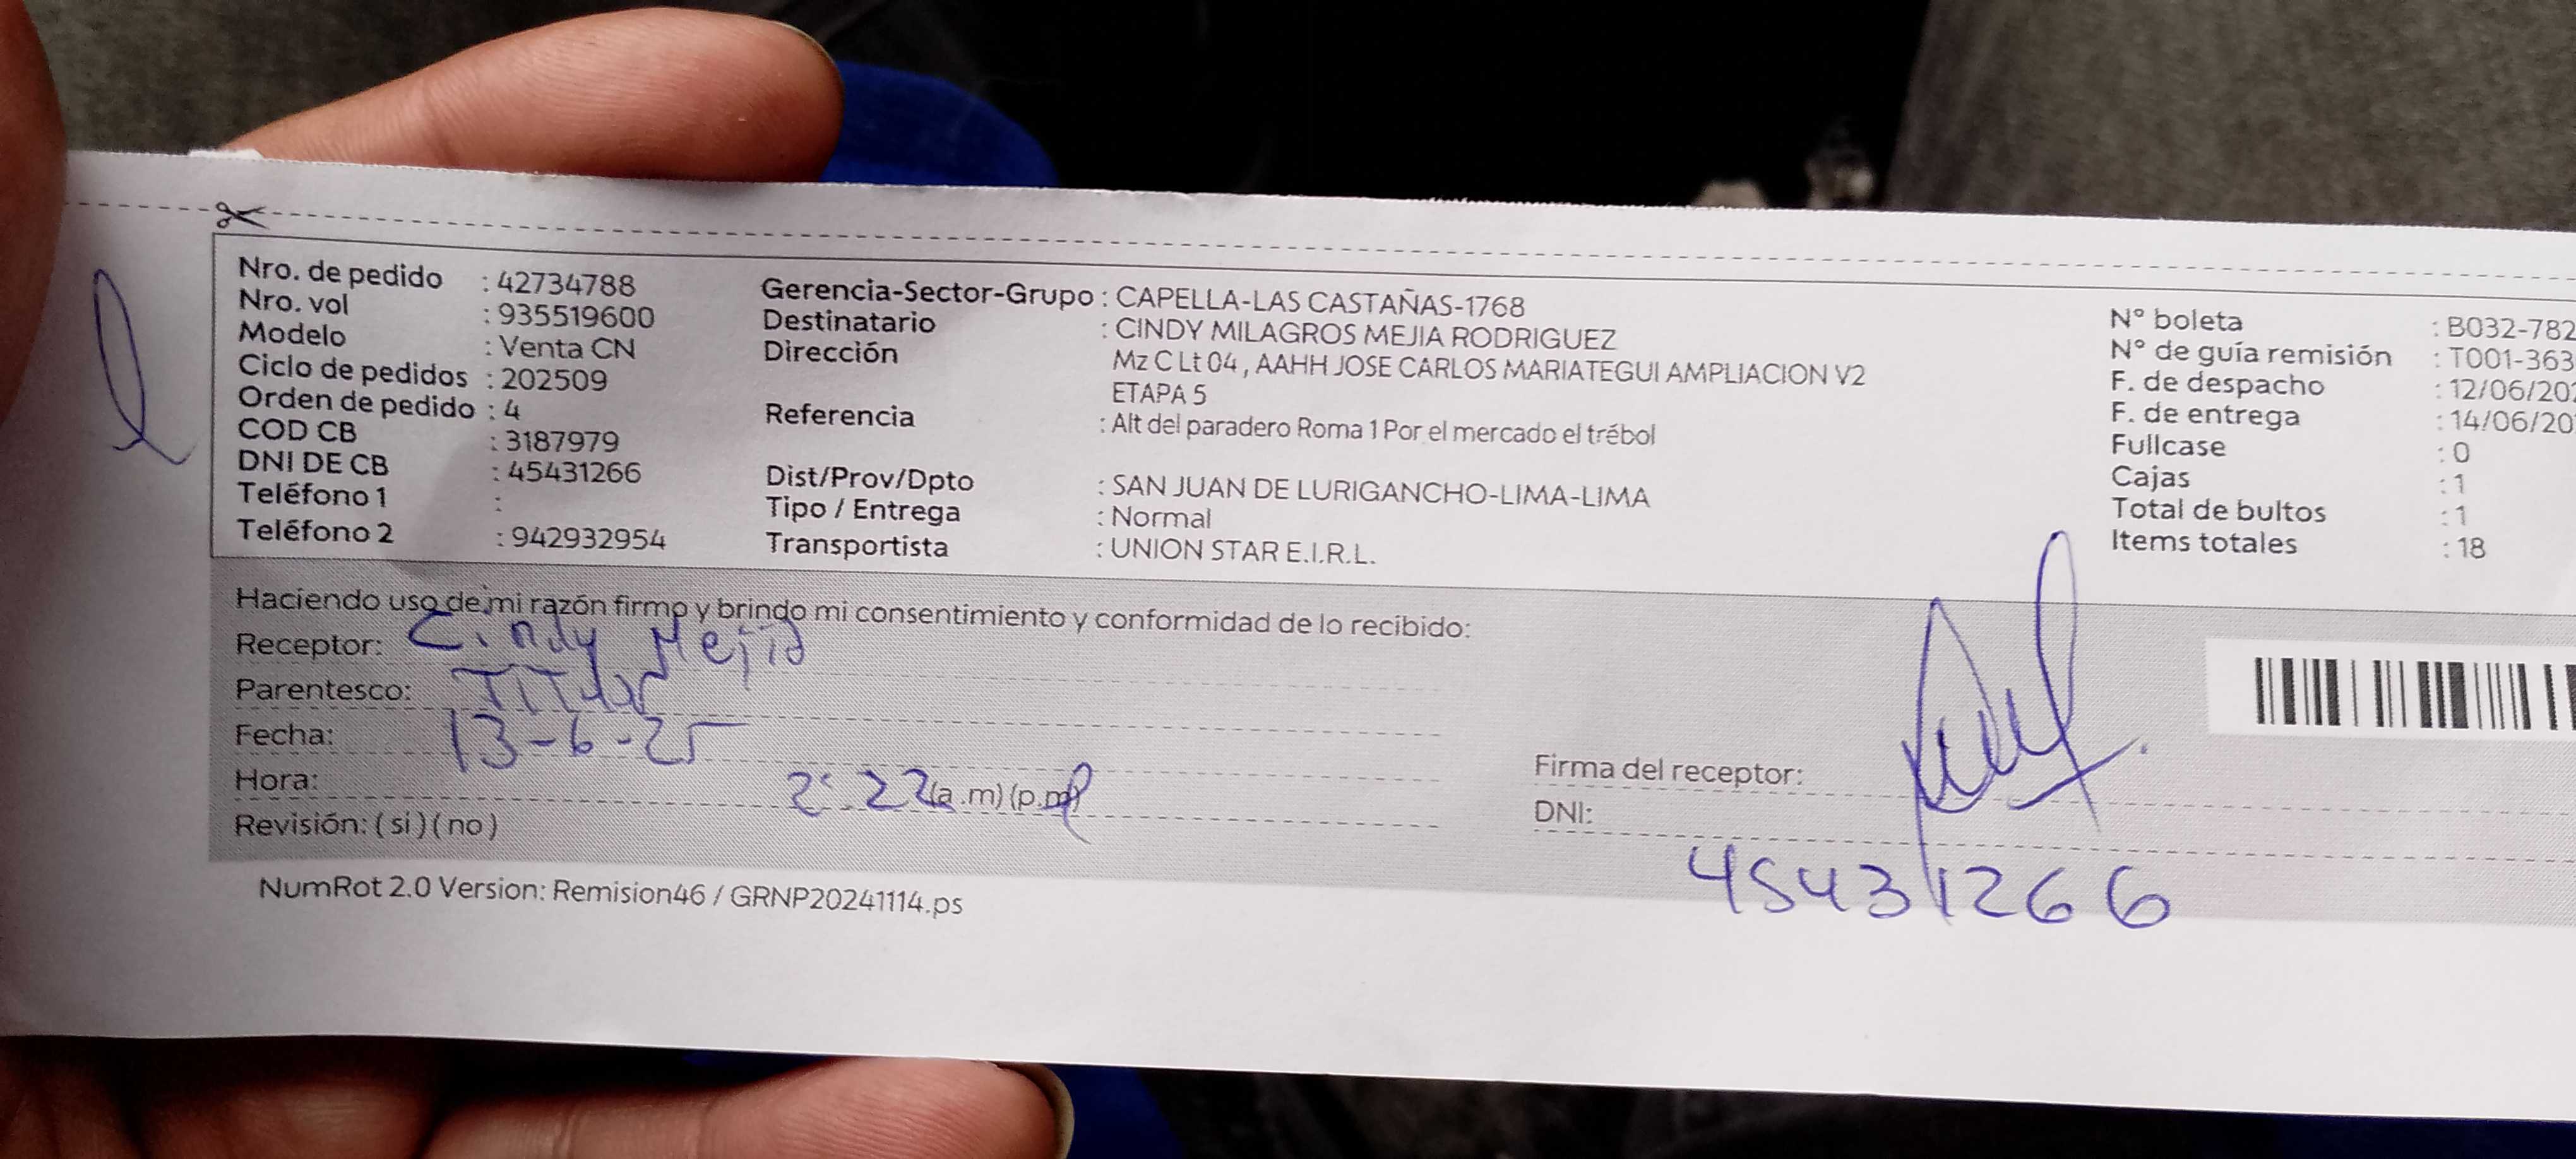 Nro. de pedido : 42734788
Nro. vol : 935519600
Modelo : Venta CN
Ciclo de pedidos : 202509
Orden de pedido : 4
COD CB : 3187979
DNI DE CB : 45431266
Teléfono 1 :
Teléfono 2 : 942932954
Gerencia-Sector-Grupo : CAPELLA-LAS CASTAÑAS-1768
Destinatario : CINDY MILAGROS MEJIA RODRIGUEZ
Dirección Mz C Lt 04 , AAHH JOSE CARLOS MARIATEGUI AMPLIACION V2
ETAPA 5
Referencia : Alt del paradero Roma 1 Por el mercado el trébol
Dist/Prov/Dpto : SAN JUAN DE LURIGANCHO-LIMA-LIMA
Tipo / Entrega : Normal
Transportista : UNION STAR E.I.R.L.
N° boleta : B032-782
N° de guía remisión : T001-363
F. de despacho : 12/06/202
F. de entrega : 14/06/20
Fullcase : 0
Cajas : 1
Total de bultos : 1
Items totales : 18
Haciendo uso de mi razón firmo y brindo mi consentimiento y conformidad de lo recibido:
Receptor: Cindy Mejia
Parentesco: TITular
Fecha: 13-6-25
Hora: 2:22 (a.m) (p.m)
Revisión: ( si ) ( no )
Firma del receptor:
DNI:
45431266
NumRot 2.0 Version: Remision46 / GRNP20241114.ps